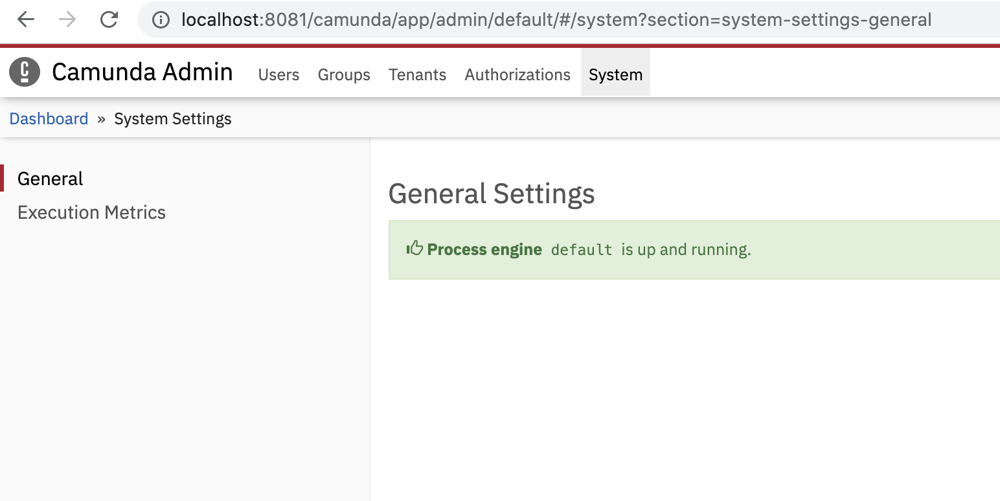 localhost:8081/camunda/app/admin/default/#/system?section=system-settings-general
Camunda Admin Users Groups Tenants Authorizations System
Dashboard » System Settings
General
Execution Metrics
General Settings
Process engine default is up and running.